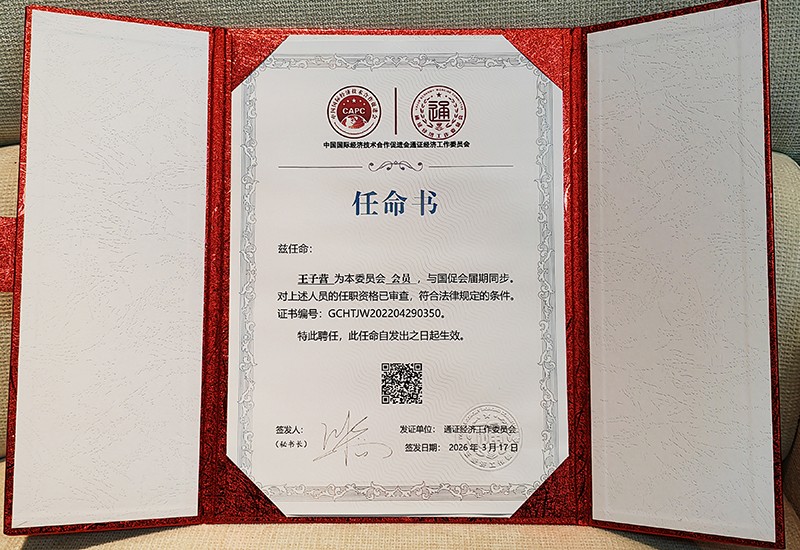 CAPC
通
中国国际经济技术合作促进会通证经济工作委员会
任命书
兹任命：
王子营 为本委员会 会员 ，与国促会届期同步。
对上述人员的任职资格已审查，符合法律规定的条件。
证书编号：GCHTJW202204290350。
特此聘任，此任命自发出之日起生效。
签发人：
（秘书长）
发证单位： 通证经济工作委员会
签发日期： 2026 年 3 月 17 日